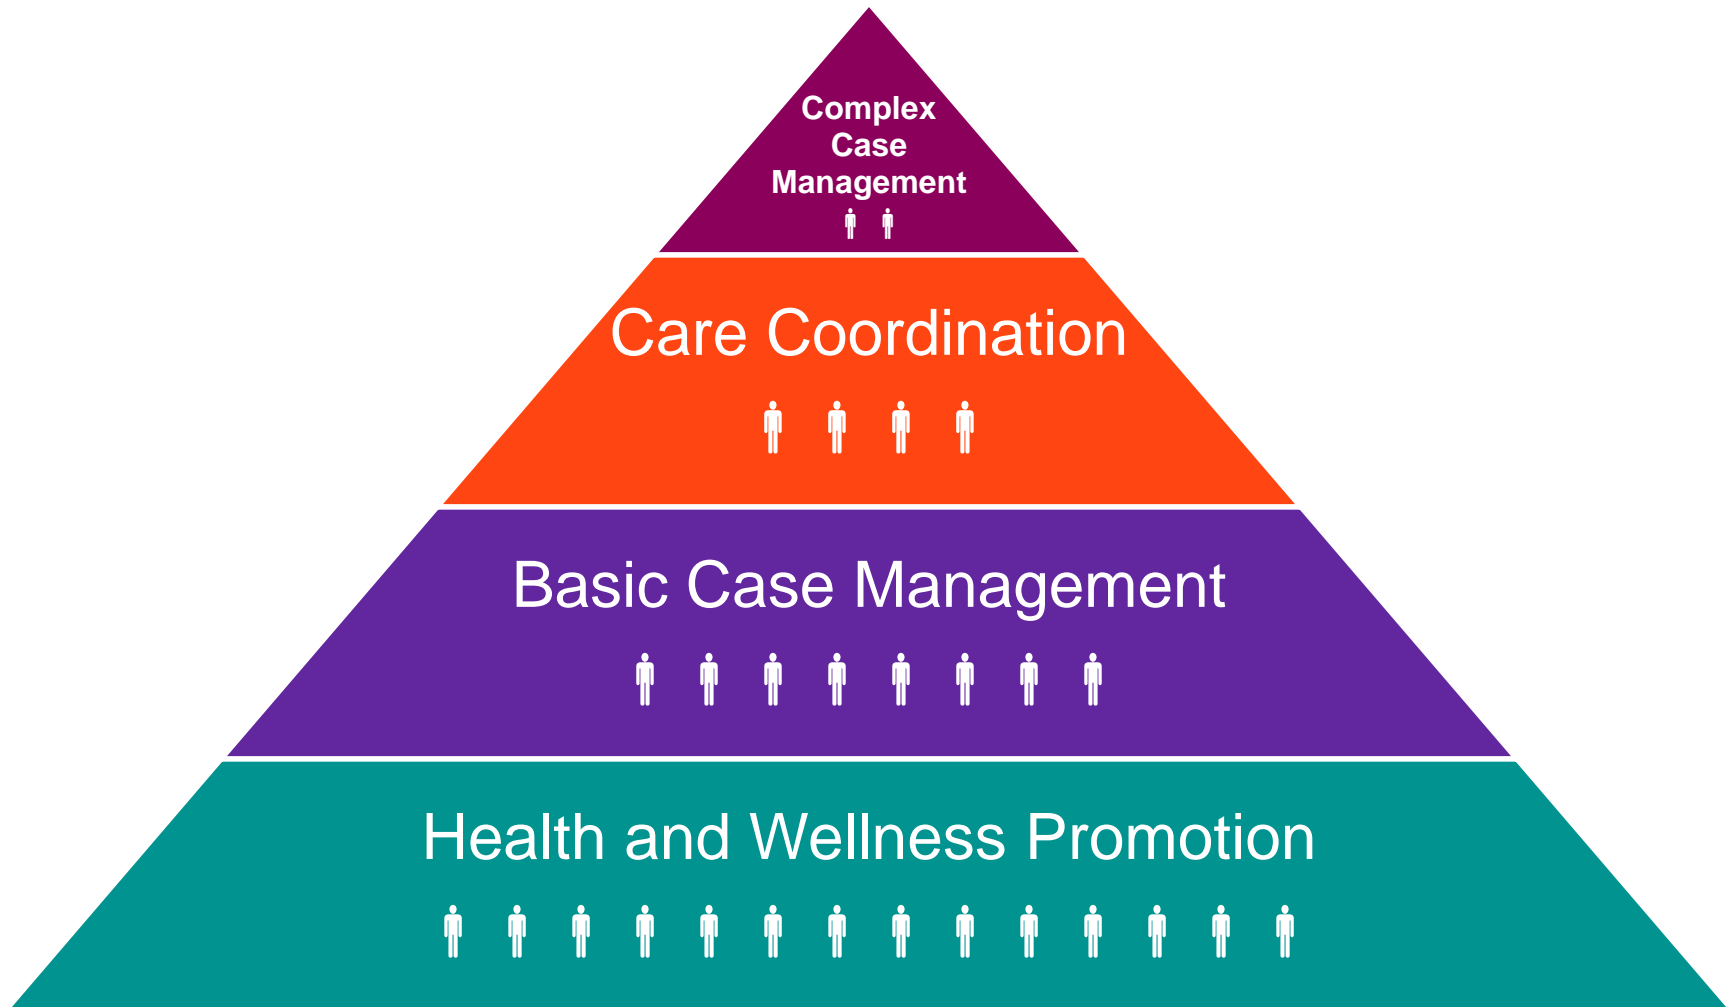 Complex
Case
Management
Care Coordination
Basic Case Management
Health and Wellness Promotion